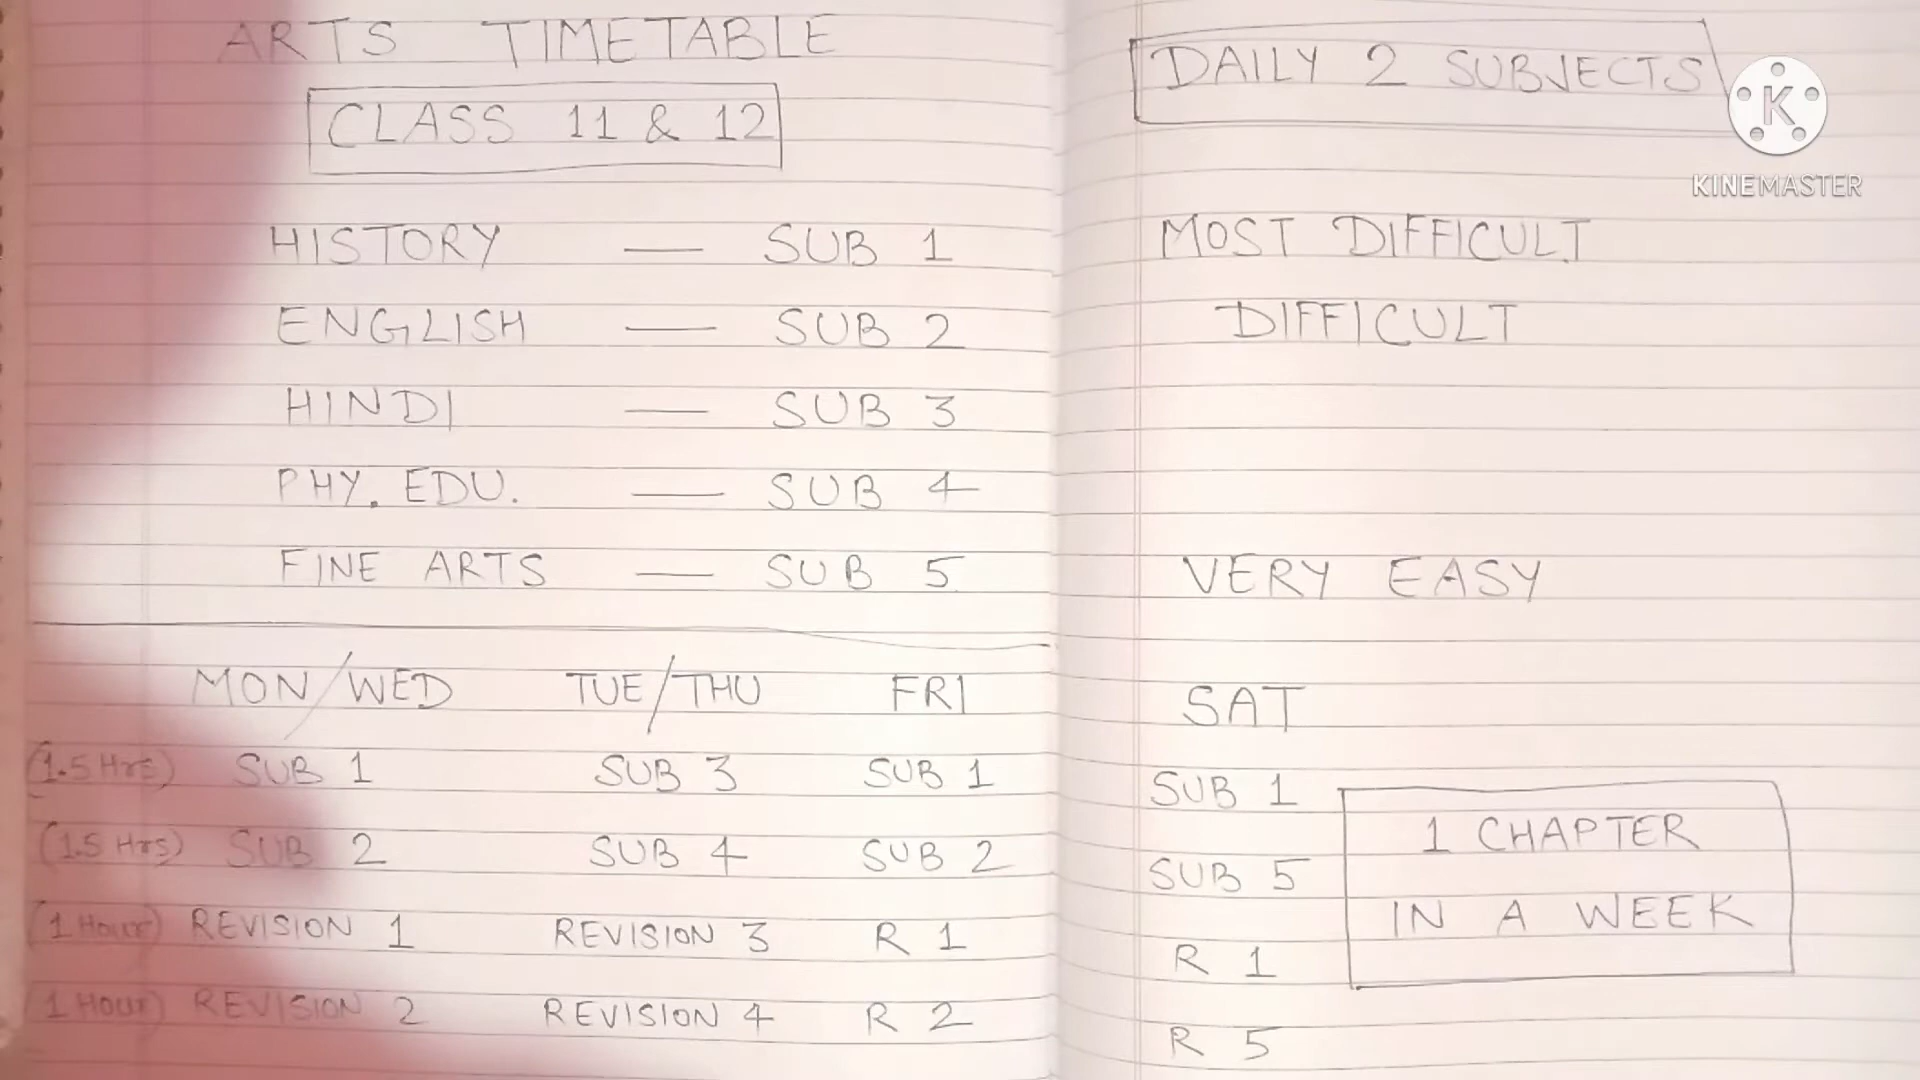 ARTS TIMETABLE
CLASS 11 & 12
HISTORY — SUB 1
ENGLISH — SUB 2
HINDI — SUB 3
PHY. EDU. — SUB 4
FINE ARTS — SUB 5
MON/WED TUE/THU FRI
(1.5 Hrs) SUB 1 SUB 3 SUB 1
(1.5 Hrs) SUB 2 SUB 4 SUB 2
(1 Hour) REVISION 1 REVISION 3 R 1
(1 Hour) REVISION 2 REVISION 4 R 2
DAILY 2 SUBJECTS
K
KINEMASTER
MOST DIFFICULT
DIFFICULT
VERY EASY
SAT
SUB 1
SUB 5
R 1
R 5
1 CHAPTER
IN A WEEK